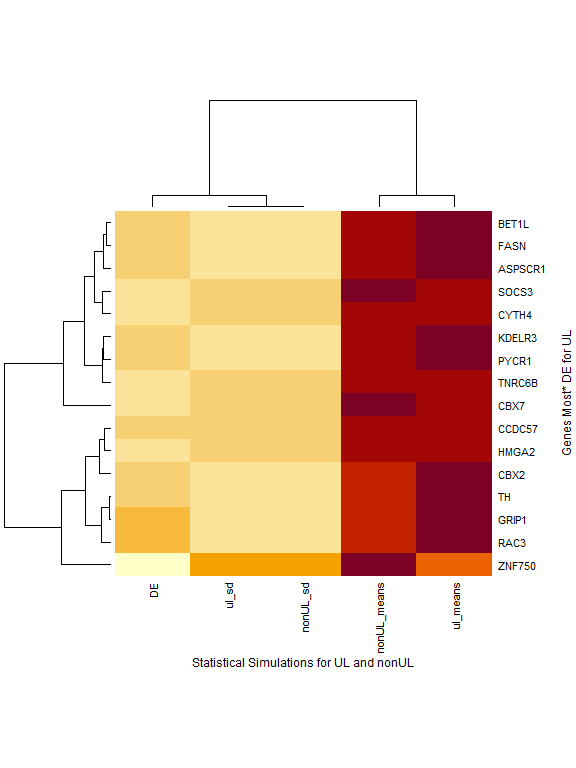 BET1L
FASN
ASPSCR1
SOCS3
CYTH4
KDELR3
PYCR1
TNRC6B
CBX7
CCDC57
HMGA2
CBX2
TH
GRIP1
RAC3
ZNF750
Genes Most* DE for UL
DE
ul_sd
nonUL_sd
nonUL_means
ul_means
Statistical Simulations for UL and nonUL